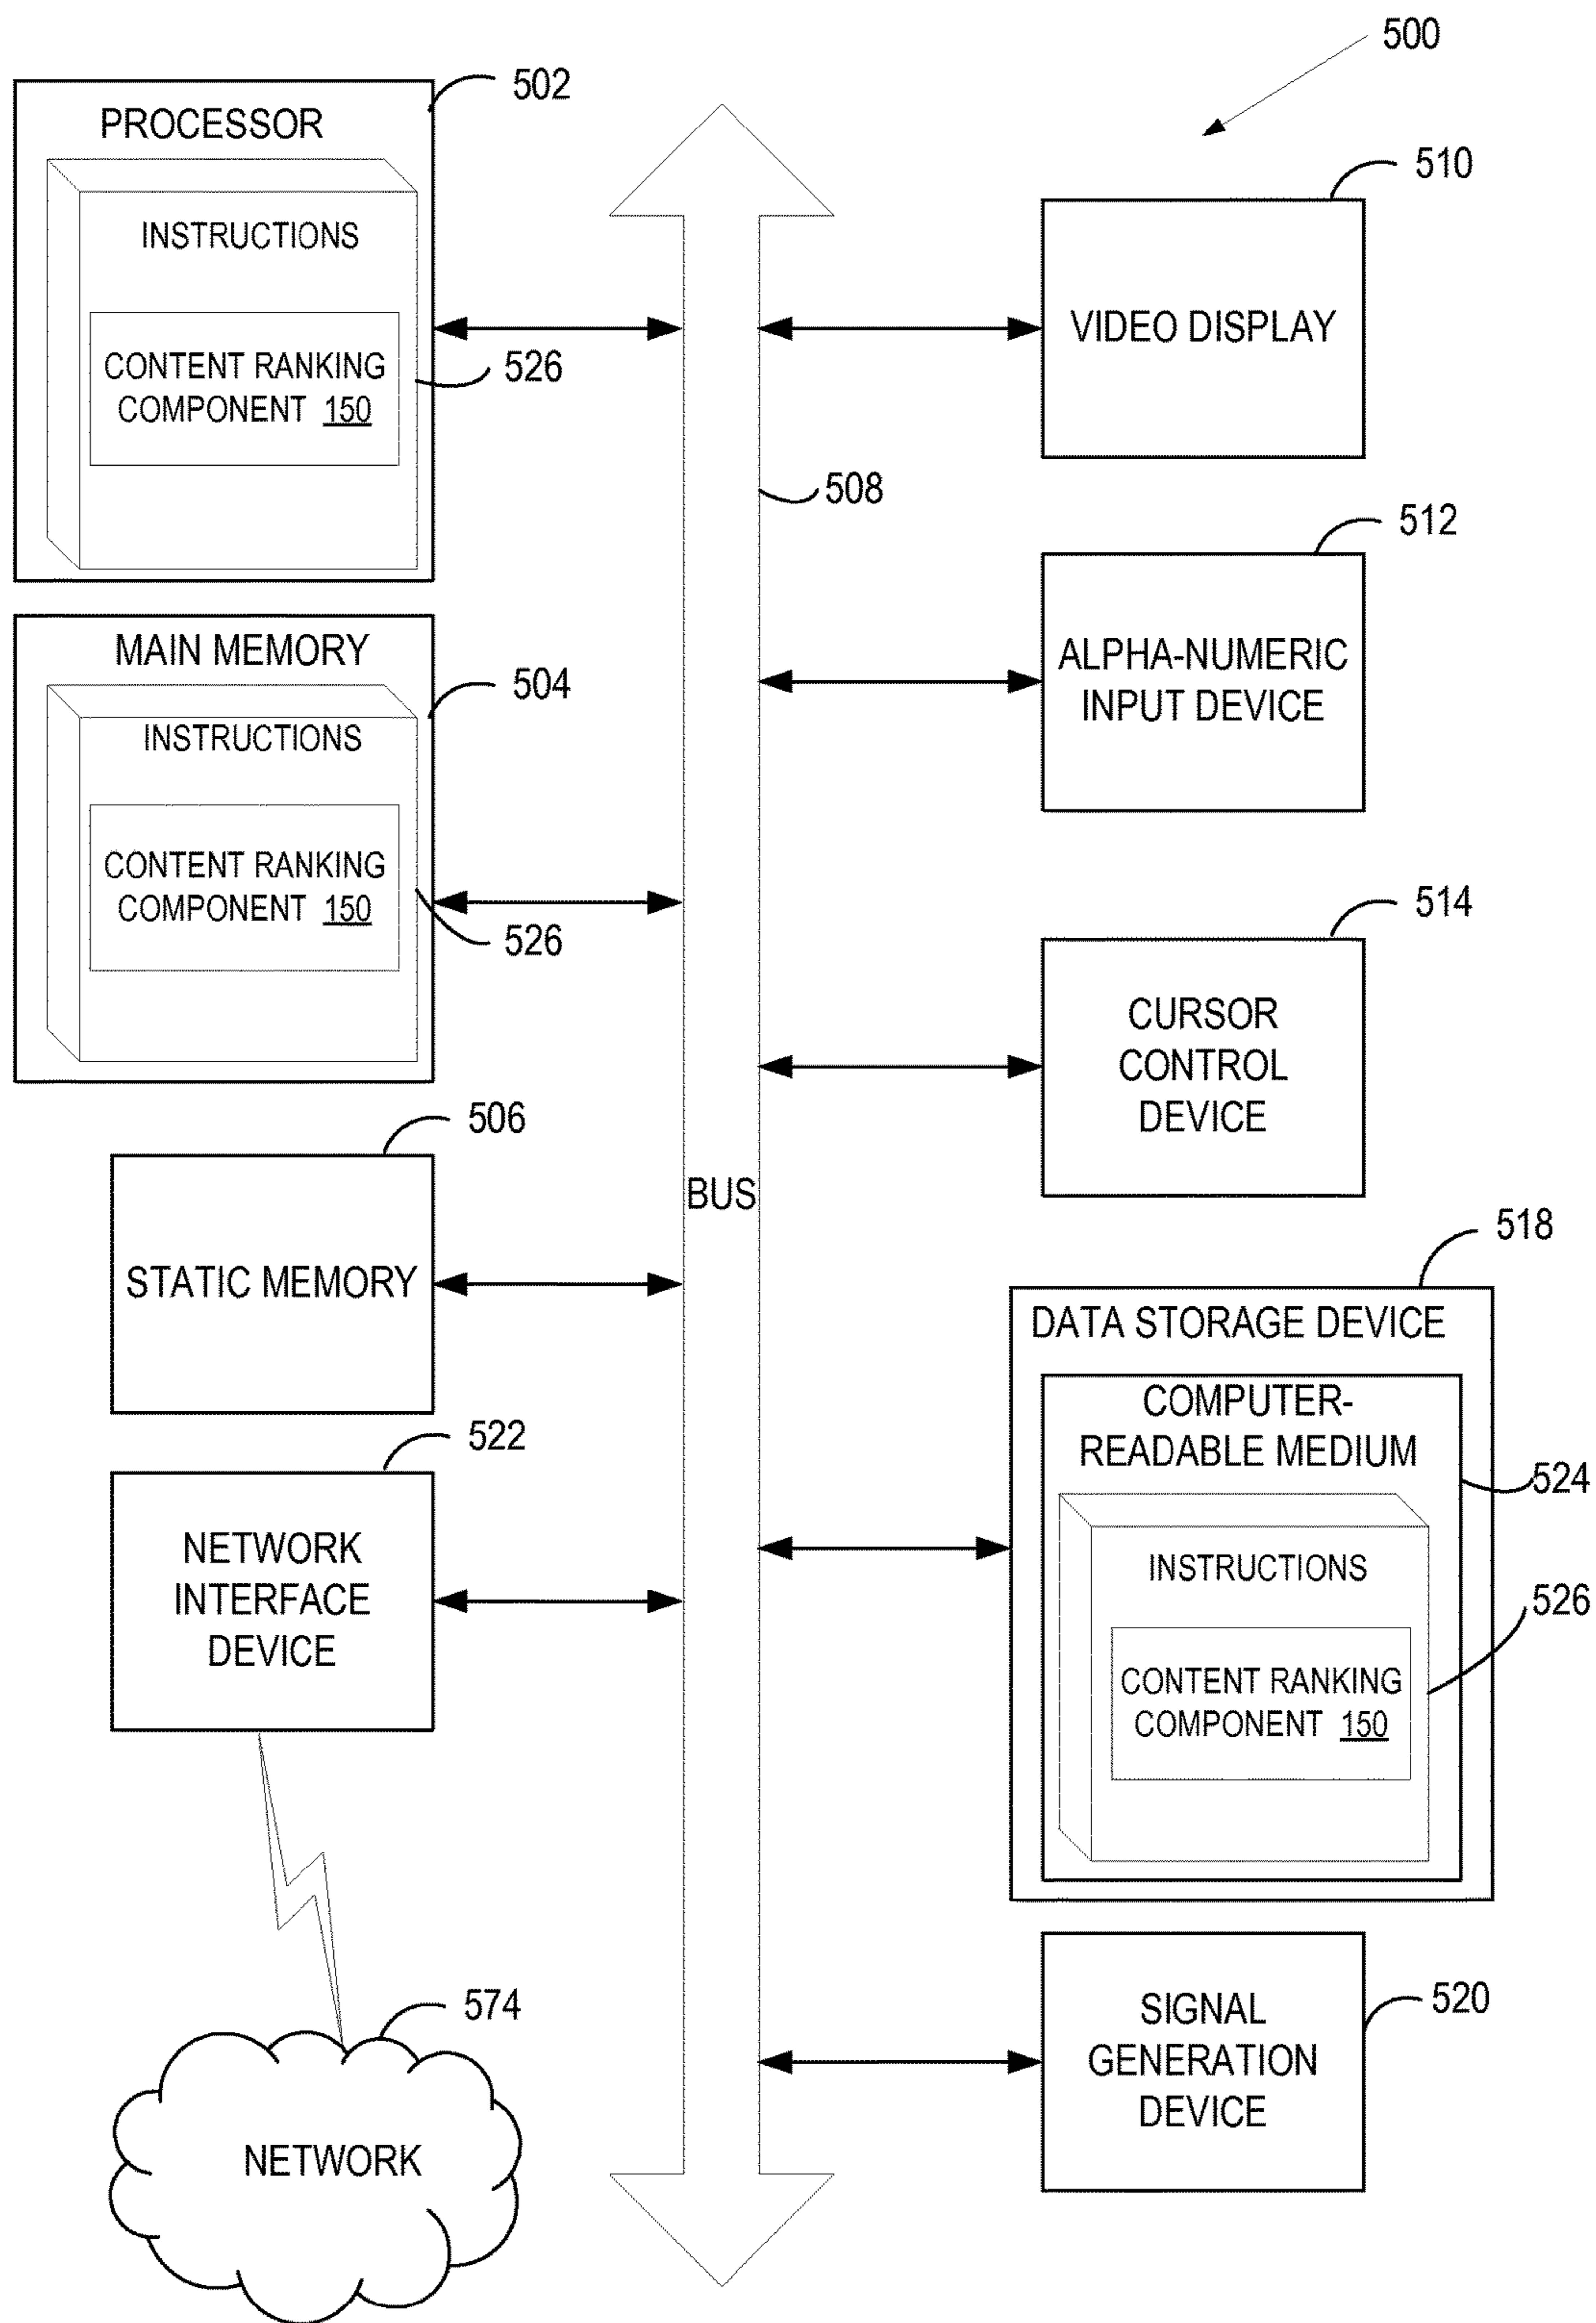 500
502
PROCESSOR
INSTRUCTIONS
CONTENT RANKING
COMPONENT 150
526
MAIN MEMORY
504
INSTRUCTIONS
CONTENT RANKING
COMPONENT 150
526
506
STATIC MEMORY
522
NETWORK
INTERFACE
DEVICE
574
NETWORK
508
BUS
510
VIDEO DISPLAY
512
ALPHA-NUMERIC
INPUT DEVICE
514
CURSOR
CONTROL
DEVICE
518
DATA STORAGE DEVICE
COMPUTER-
READABLE MEDIUM
524
INSTRUCTIONS
526
CONTENT RANKING
COMPONENT 150
520
SIGNAL
GENERATION
DEVICE